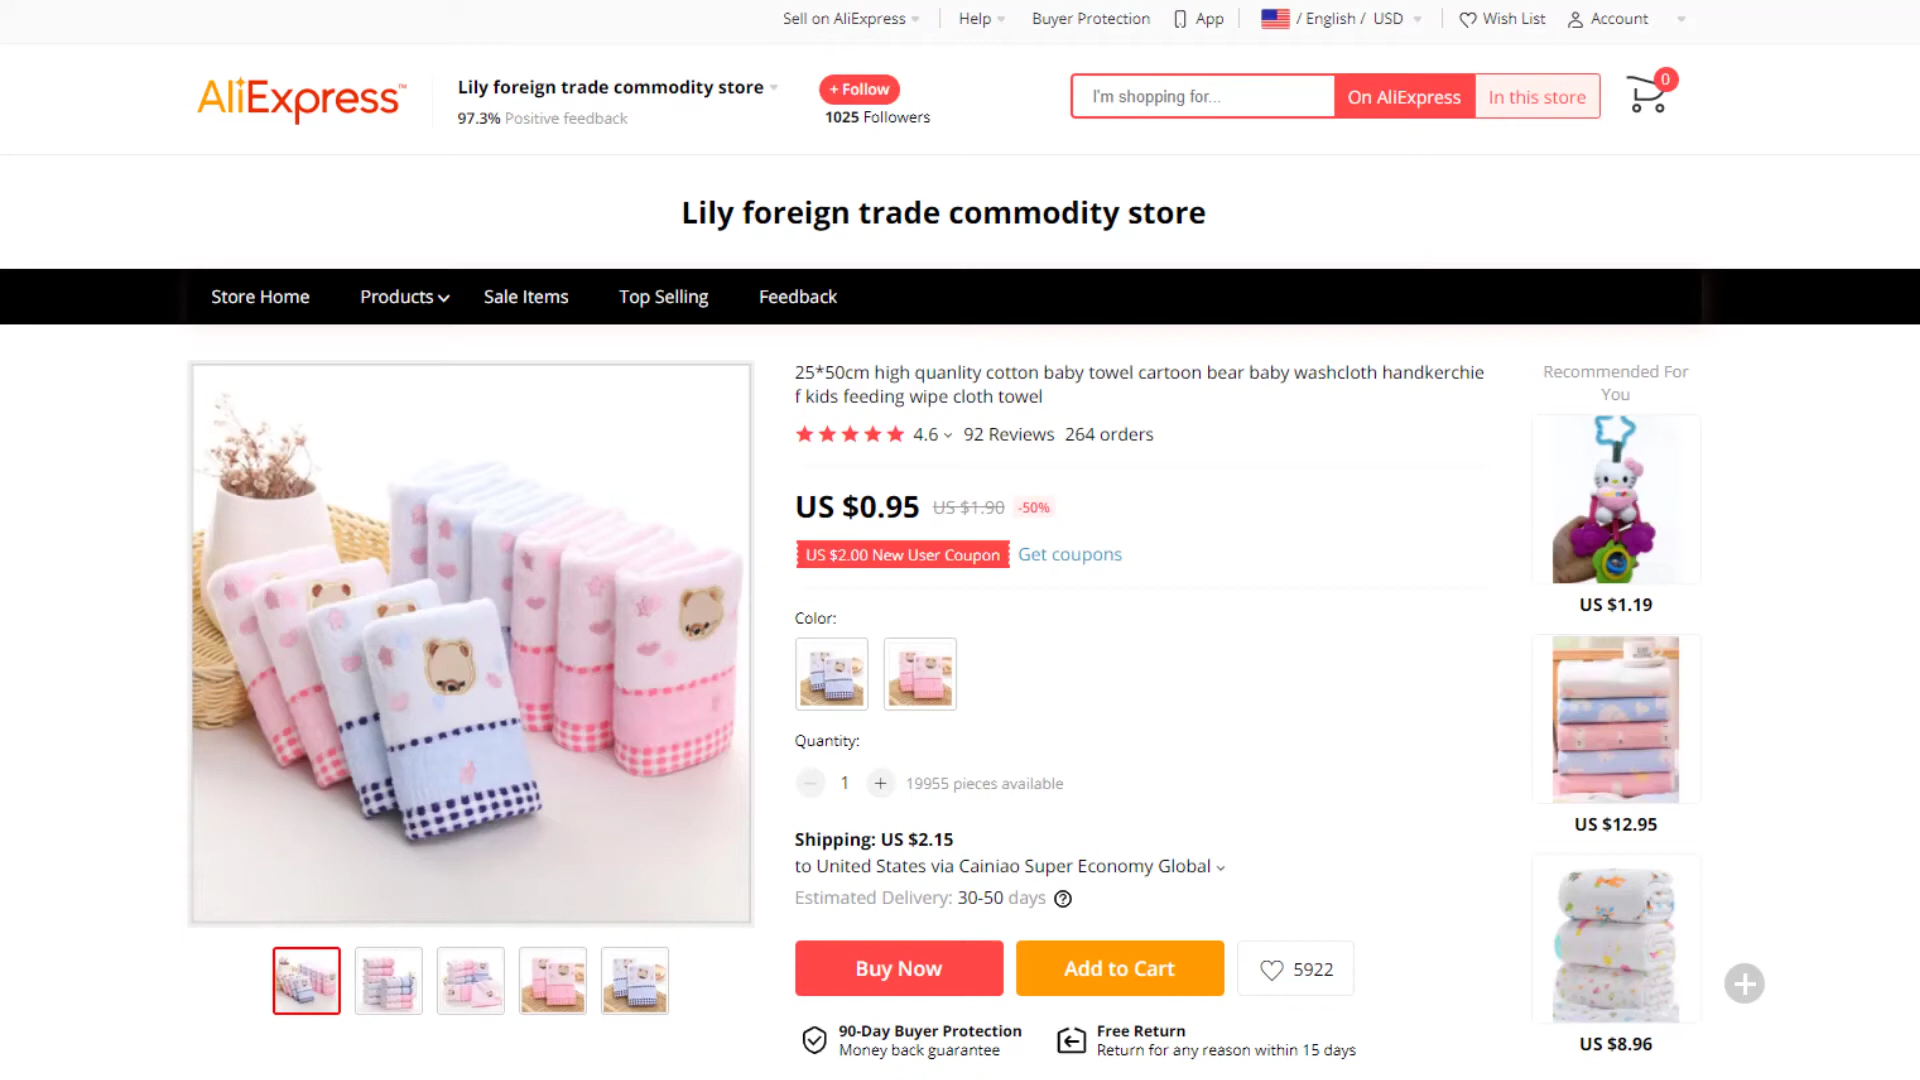 Sell on AliExpress
Help
Buyer Protection
App
/ English / USD
Wish List
Account
AliExpress™
Lily foreign trade commodity store
97.3% Positive feedback
+ Follow
1025 Followers
I'm shopping for...
On AliExpress
In this store
0
Lily foreign trade commodity store
Store Home
Products
Sale Items
Top Selling
Feedback
25*50cm high quanlity cotton baby towel cartoon bear baby washcloth handkerchie
f kids feeding wipe cloth towel
4.6
92 Reviews
264 orders
US $0.95
US $1.90
-50%
US $2.00 New User Coupon
Get coupons
Color:
Quantity:
1
19955 pieces available
Shipping: US $2.15
to United States via Cainiao Super Economy Global
Estimated Delivery: 30-50 days
Buy Now
Add to Cart
5922
90-Day Buyer Protection
Money back guarantee
Free Return
Return for any reason within 15 days
Recommended For
You
US $1.19
US $12.95
US $8.96